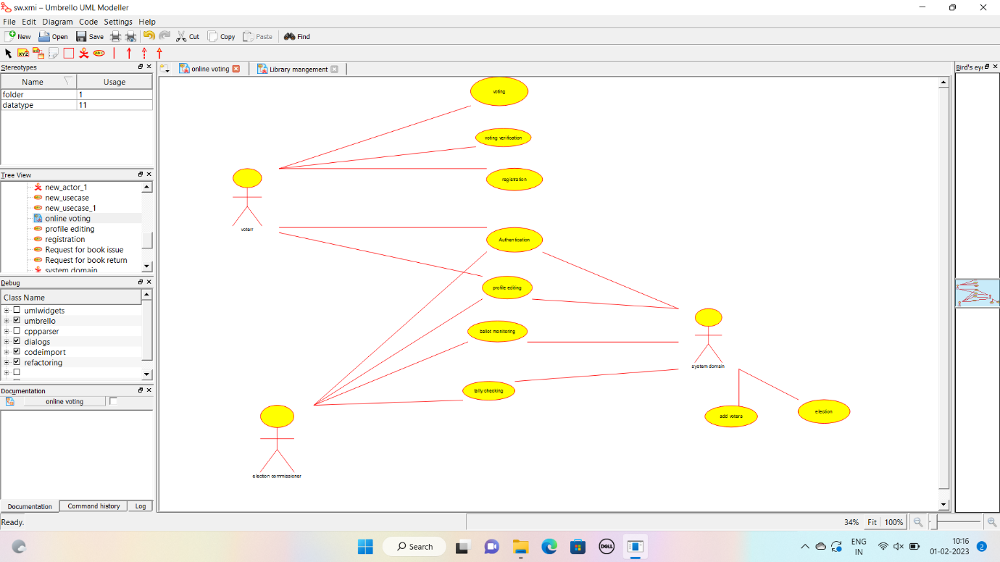 sw.xmi – Umbrello UML Modeller
File Edit Diagram Code Settings Help
New Open Save Cut Copy Paste Find
XYZ ABC
Stereotypes
Name Usage
folder 1
datatype 11
Tree View
new_actor_1
new_usecase
new_usecase_1
online voting
profile editing
registration
Request for book issue
Request for book return
system domain
Debug
Class Name
umlwidgets
umbrello
cppparser
dialogs
codeimport
refactoring
Documentation
online voting
Documentation Command history Log
online voting Library mangement
voting
voting verification
registration
voterr
Authentication
profile editing
ballot monitoring
system domain
tally checking
add voters
election
election commissioner
Bird's eye
Ready.
34% Fit 100%
Search
DELL
ENG
IN
10:16
01-02-2023
2